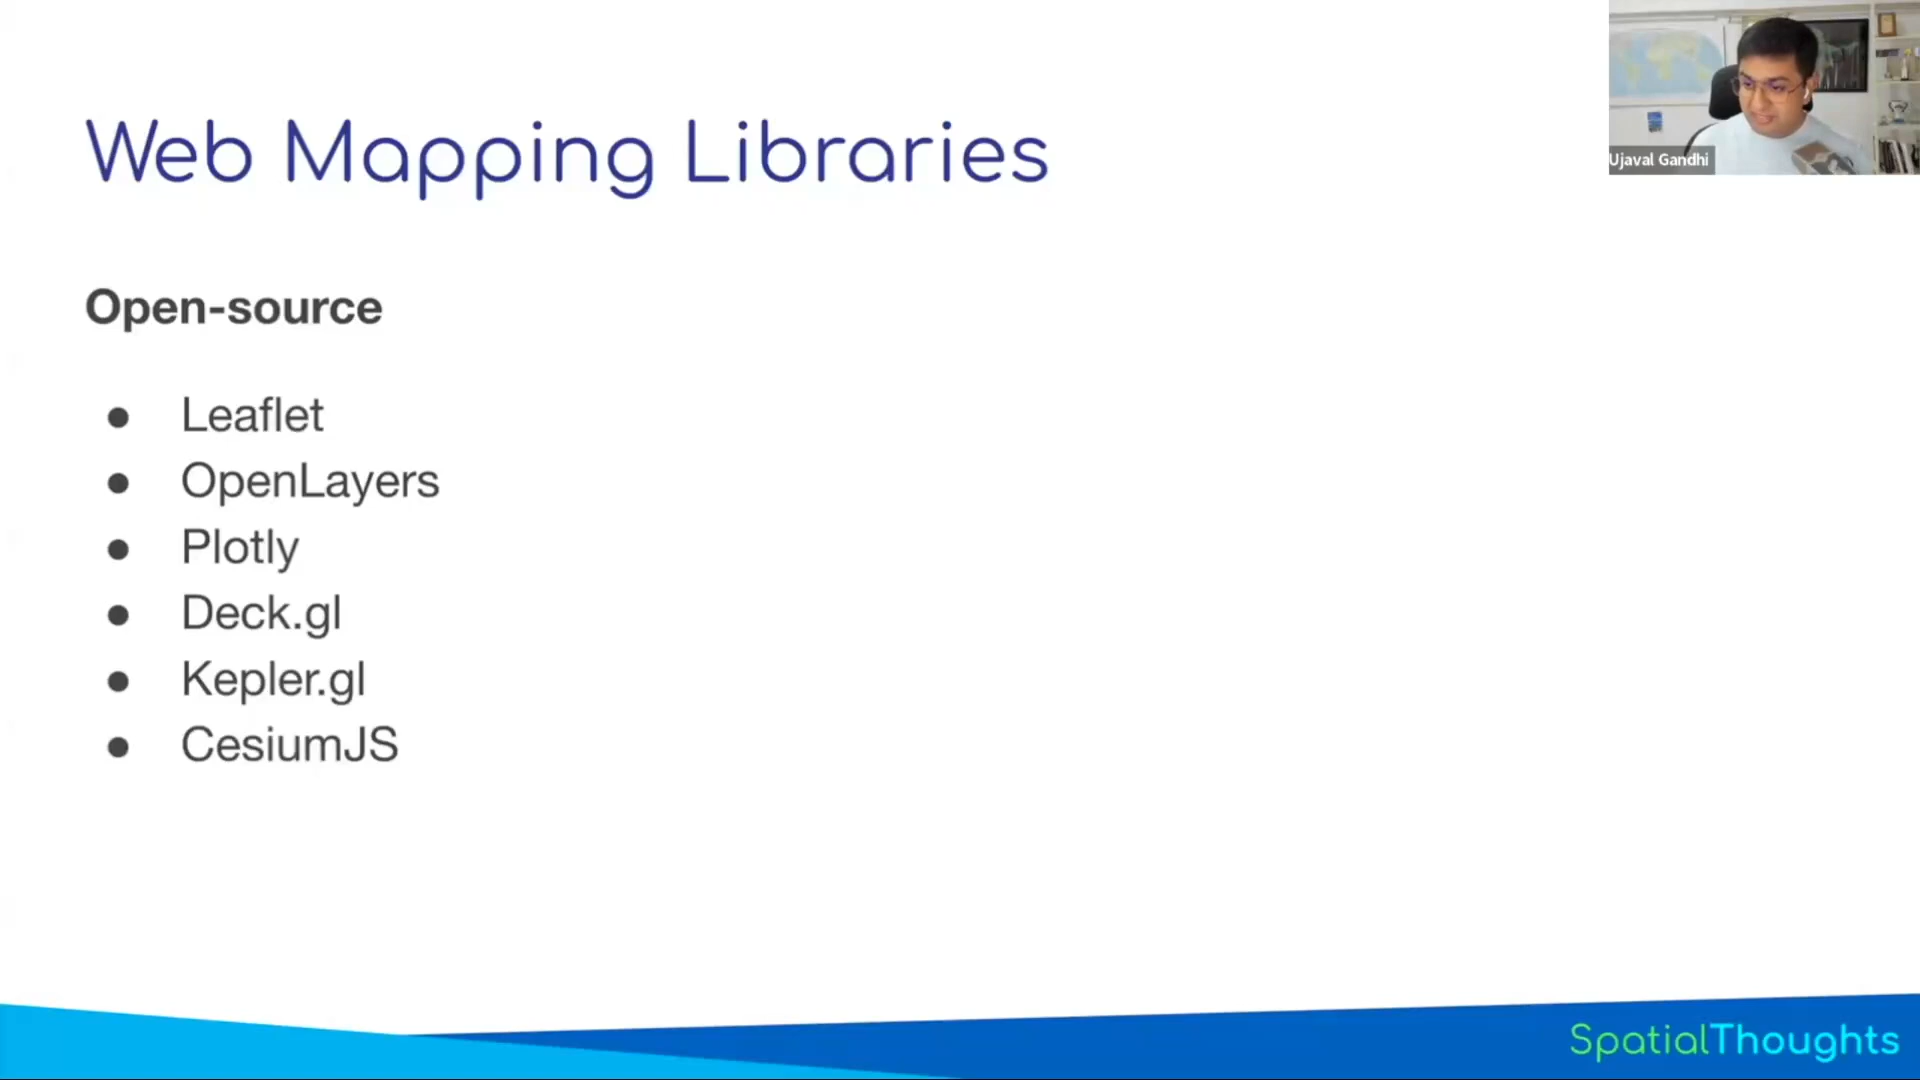 Web Mapping Libraries
Ujaval Gandhi
Open-source
● Leaflet
● OpenLayers
● Plotly
● Deck.gl
● Kepler.gl
● CesiumJS
SpatialThoughts